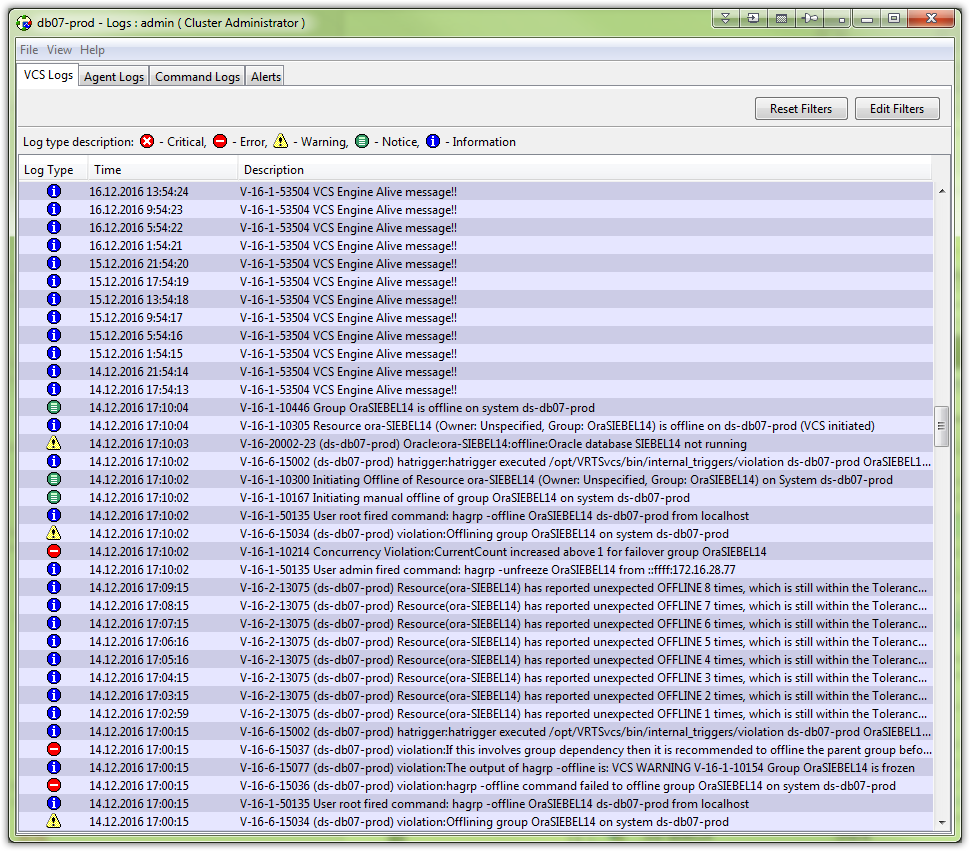 db07-prod - Logs : admin ( Cluster Administrator )
File View Help
VCS Logs Agent Logs Command Logs Alerts
Reset Filters Edit Filters
Log type description: - Critical, - Error, - Warning, - Notice, - Information
Log Type Time Description
16.12.2016 13:54:24 V-16-1-53504 VCS Engine Alive message!!
16.12.2016 9:54:23 V-16-1-53504 VCS Engine Alive message!!
16.12.2016 5:54:22 V-16-1-53504 VCS Engine Alive message!!
16.12.2016 1:54:21 V-16-1-53504 VCS Engine Alive message!!
15.12.2016 21:54:20 V-16-1-53504 VCS Engine Alive message!!
15.12.2016 17:54:19 V-16-1-53504 VCS Engine Alive message!!
15.12.2016 13:54:18 V-16-1-53504 VCS Engine Alive message!!
15.12.2016 9:54:17 V-16-1-53504 VCS Engine Alive message!!
15.12.2016 5:54:16 V-16-1-53504 VCS Engine Alive message!!
15.12.2016 1:54:15 V-16-1-53504 VCS Engine Alive message!!
14.12.2016 21:54:14 V-16-1-53504 VCS Engine Alive message!!
14.12.2016 17:54:13 V-16-1-53504 VCS Engine Alive message!!
14.12.2016 17:10:04 V-16-1-10446 Group OraSIEBEL14 is offline on system ds-db07-prod
14.12.2016 17:10:04 V-16-1-10305 Resource ora-SIEBEL14 (Owner: Unspecified, Group: OraSIEBEL14) is offline on ds-db07-prod (VCS initiated)
14.12.2016 17:10:03 V-16-20002-23 (ds-db07-prod) Oracle:ora-SIEBEL14:offline:Oracle database SIEBEL14 not running
14.12.2016 17:10:02 V-16-6-15002 (ds-db07-prod) hatrigger:hatrigger executed /opt/VRTSvcs/bin/internal_triggers/violation ds-db07-prod OraSIEBEL1...
14.12.2016 17:10:02 V-16-1-10300 Initiating Offline of Resource ora-SIEBEL14 (Owner: Unspecified, Group: OraSIEBEL14) on System ds-db07-prod
14.12.2016 17:10:02 V-16-1-10167 Initiating manual offline of group OraSIEBEL14 on system ds-db07-prod
14.12.2016 17:10:02 V-16-1-50135 User root fired command: hagrp -offline OraSIEBEL14 ds-db07-prod from localhost
14.12.2016 17:10:02 V-16-6-15034 (ds-db07-prod) violation:Offlining group OraSIEBEL14 on system ds-db07-prod
14.12.2016 17:10:02 V-16-1-10214 Concurrency Violation:CurrentCount increased above 1 for failover group OraSIEBEL14
14.12.2016 17:10:02 V-16-1-50135 User admin fired command: hagrp -unfreeze OraSIEBEL14 from ::ffff:172.16.28.77
14.12.2016 17:09:15 V-16-2-13075 (ds-db07-prod) Resource(ora-SIEBEL14) has reported unexpected OFFLINE 8 times, which is still within the Toleranc...
14.12.2016 17:08:15 V-16-2-13075 (ds-db07-prod) Resource(ora-SIEBEL14) has reported unexpected OFFLINE 7 times, which is still within the Toleranc...
14.12.2016 17:07:15 V-16-2-13075 (ds-db07-prod) Resource(ora-SIEBEL14) has reported unexpected OFFLINE 6 times, which is still within the Toleranc...
14.12.2016 17:06:16 V-16-2-13075 (ds-db07-prod) Resource(ora-SIEBEL14) has reported unexpected OFFLINE 5 times, which is still within the Toleranc...
14.12.2016 17:05:16 V-16-2-13075 (ds-db07-prod) Resource(ora-SIEBEL14) has reported unexpected OFFLINE 4 times, which is still within the Toleranc...
14.12.2016 17:04:15 V-16-2-13075 (ds-db07-prod) Resource(ora-SIEBEL14) has reported unexpected OFFLINE 3 times, which is still within the Toleranc...
14.12.2016 17:03:15 V-16-2-13075 (ds-db07-prod) Resource(ora-SIEBEL14) has reported unexpected OFFLINE 2 times, which is still within the Toleranc...
14.12.2016 17:02:59 V-16-2-13075 (ds-db07-prod) Resource(ora-SIEBEL14) has reported unexpected OFFLINE 1 times, which is still within the Toleranc...
14.12.2016 17:00:15 V-16-6-15002 (ds-db07-prod) hatrigger:hatrigger executed /opt/VRTSvcs/bin/internal_triggers/violation ds-db07-prod OraSIEBEL1...
14.12.2016 17:00:15 V-16-6-15037 (ds-db07-prod) violation:If this involves group dependency then it is recommended to offline the parent group befo...
14.12.2016 17:00:15 V-16-6-15077 (ds-db07-prod) violation:The output of hagrp -offline is: VCS WARNING V-16-1-10154 Group OraSIEBEL14 is frozen
14.12.2016 17:00:15 V-16-6-15036 (ds-db07-prod) violation:hagrp -offline command failed to offline group OraSIEBEL14 on system ds-db07-prod
14.12.2016 17:00:15 V-16-1-50135 User root fired command: hagrp -offline OraSIEBEL14 ds-db07-prod from localhost
14.12.2016 17:00:15 V-16-6-15034 (ds-db07-prod) violation:Offlining group OraSIEBEL14 on system ds-db07-prod